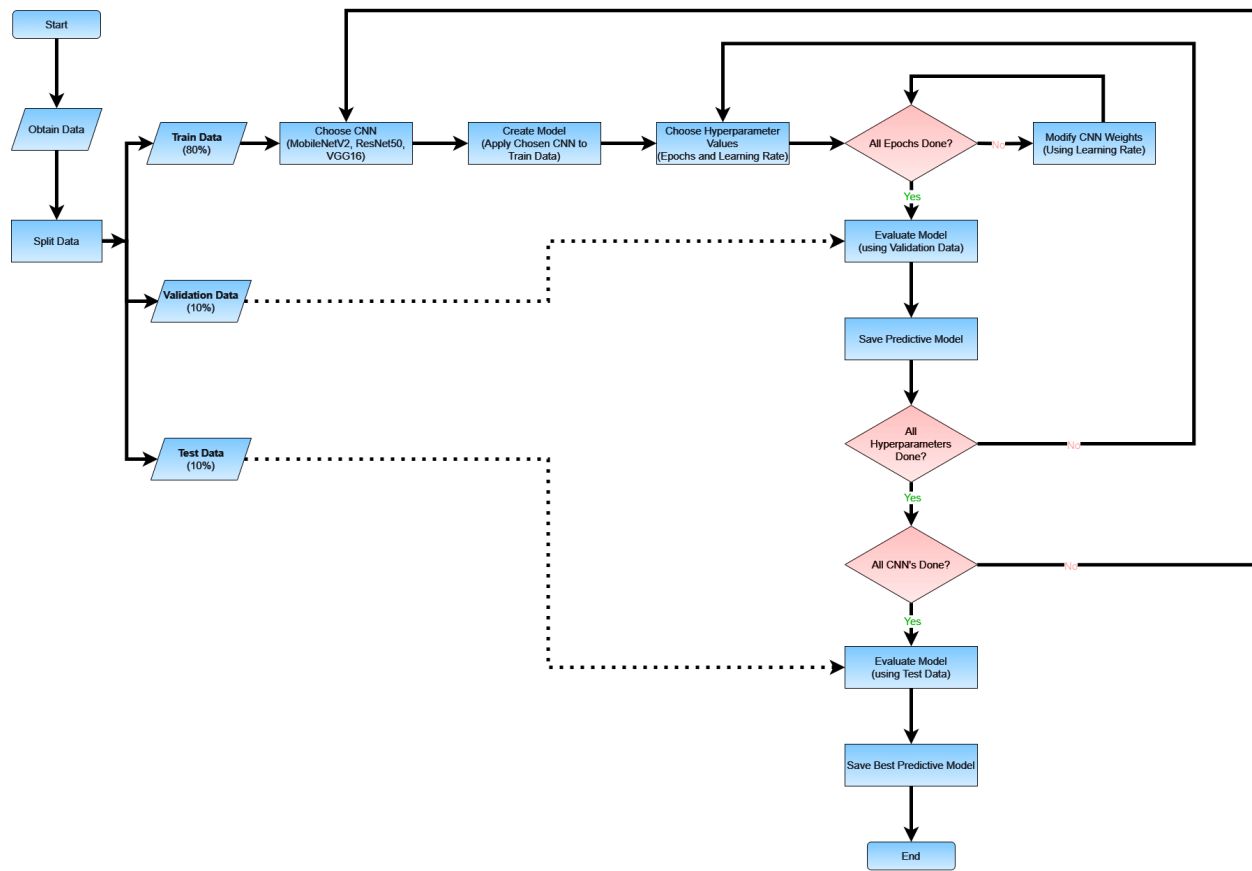 Start
Obtain Data
Split Data
Train Data
(80%)
Validation Data
(10%)
Test Data
(10%)
Choose CNN
(MobileNetV2, ResNet50,
VGG16)
Create Model
(Apply Chosen CNN to
Train Data)
Choose Hyperparameter
Values
(Epochs and Learning Rate)
All Epochs Done?
No
Modify CNN Weights
(Using Learning Rate)
Yes
Evaluate Model
(using Validation Data)
Save Predictive Model
All
Hyperparameters
Done?
No
Yes
All CNN's Done?
No
Yes
Evaluate Model
(using Test Data)
Save Best Predictive Model
End